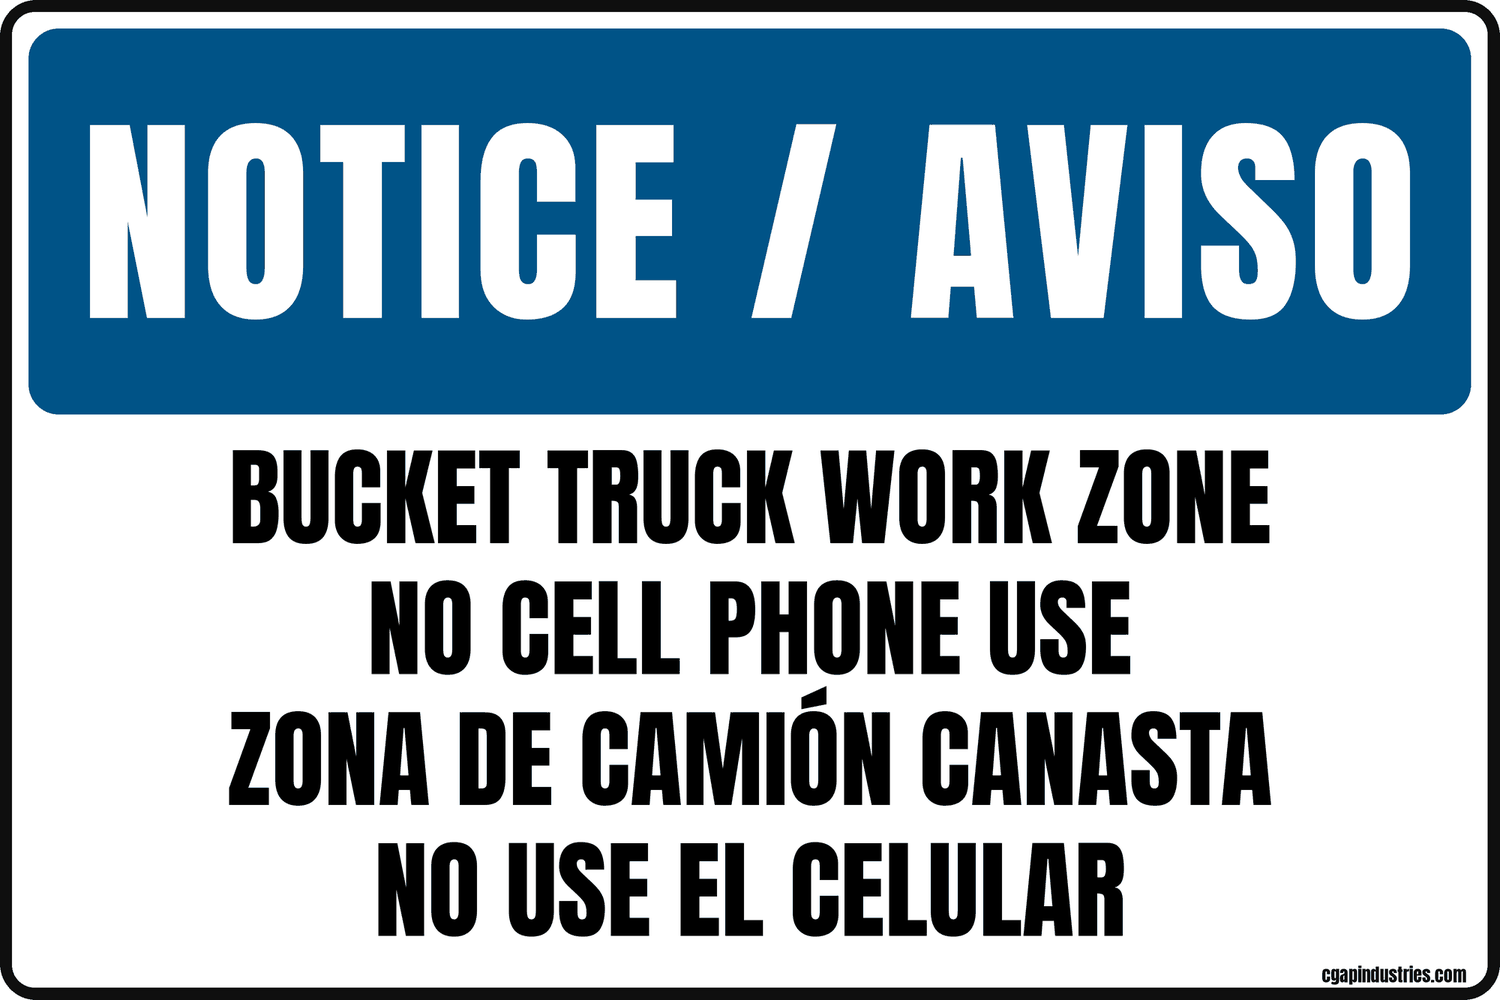 NOTICE / AVISO
BUCKET TRUCK WORK ZONE
NO CELL PHONE USE
ZONA DE CAMIÓN CANASTA
NO USE EL CELULAR
cgapindustries.com